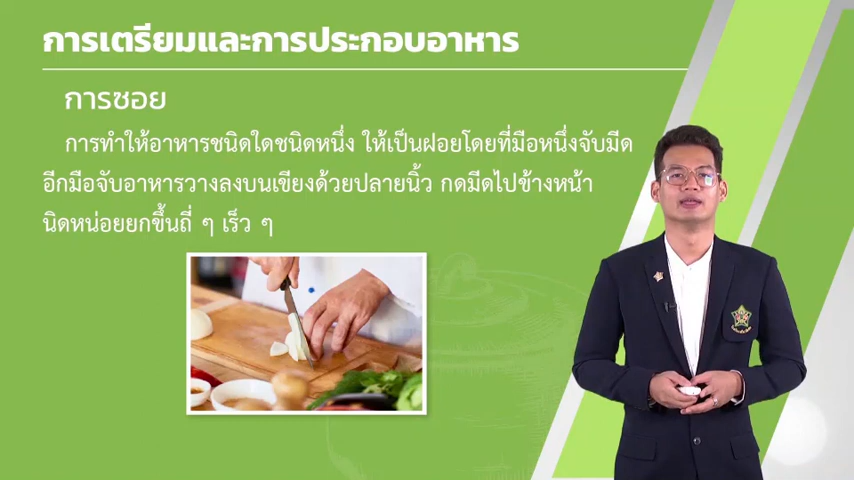 การเตรียมและการประกอบอาหาร
การซอย
การทำให้อาหารชนิดใดชนิดหนึ่ง ให้เป็นฝอยโดยที่มือหนึ่งจับมีด
อีกมือจับอาหารวางลงบนเขียงด้วยปลายนิ้ว กดมีดไปข้างหน้า
นิดหน่อยยกขึ้นถี่ ๆ เร็ว ๆ